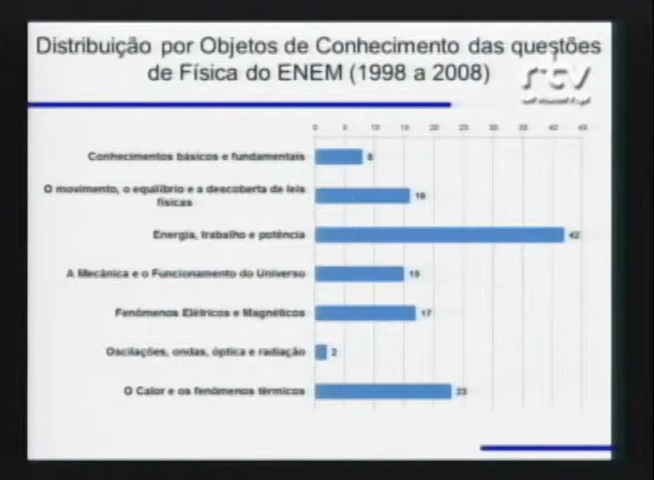 Distribuição por Objetos de Conhecimento das questões
de Física do ENEM (1998 a 2008)
rtv
0 5 10 15 20 25 30 35 40 45
Conhecimentos básicos e fundamentais 8
O movimento, o equilíbrio e a descoberta de leis 16
físicas
Energia, trabalho e potência 42
A Mecânica e o Funcionamento do Universo 15
Fenômenos Elétricos e Magnéticos 17
Oscilações, ondas, óptica e radiação 2
O Calor e os fenômenos térmicos 23